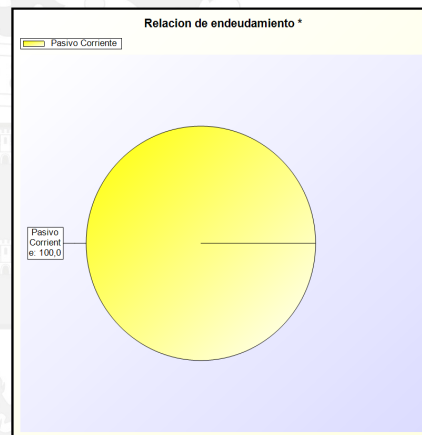 Relacion de endeudamiento *
Pasivo Corriente
Pasivo
Corrient
e: 100,0